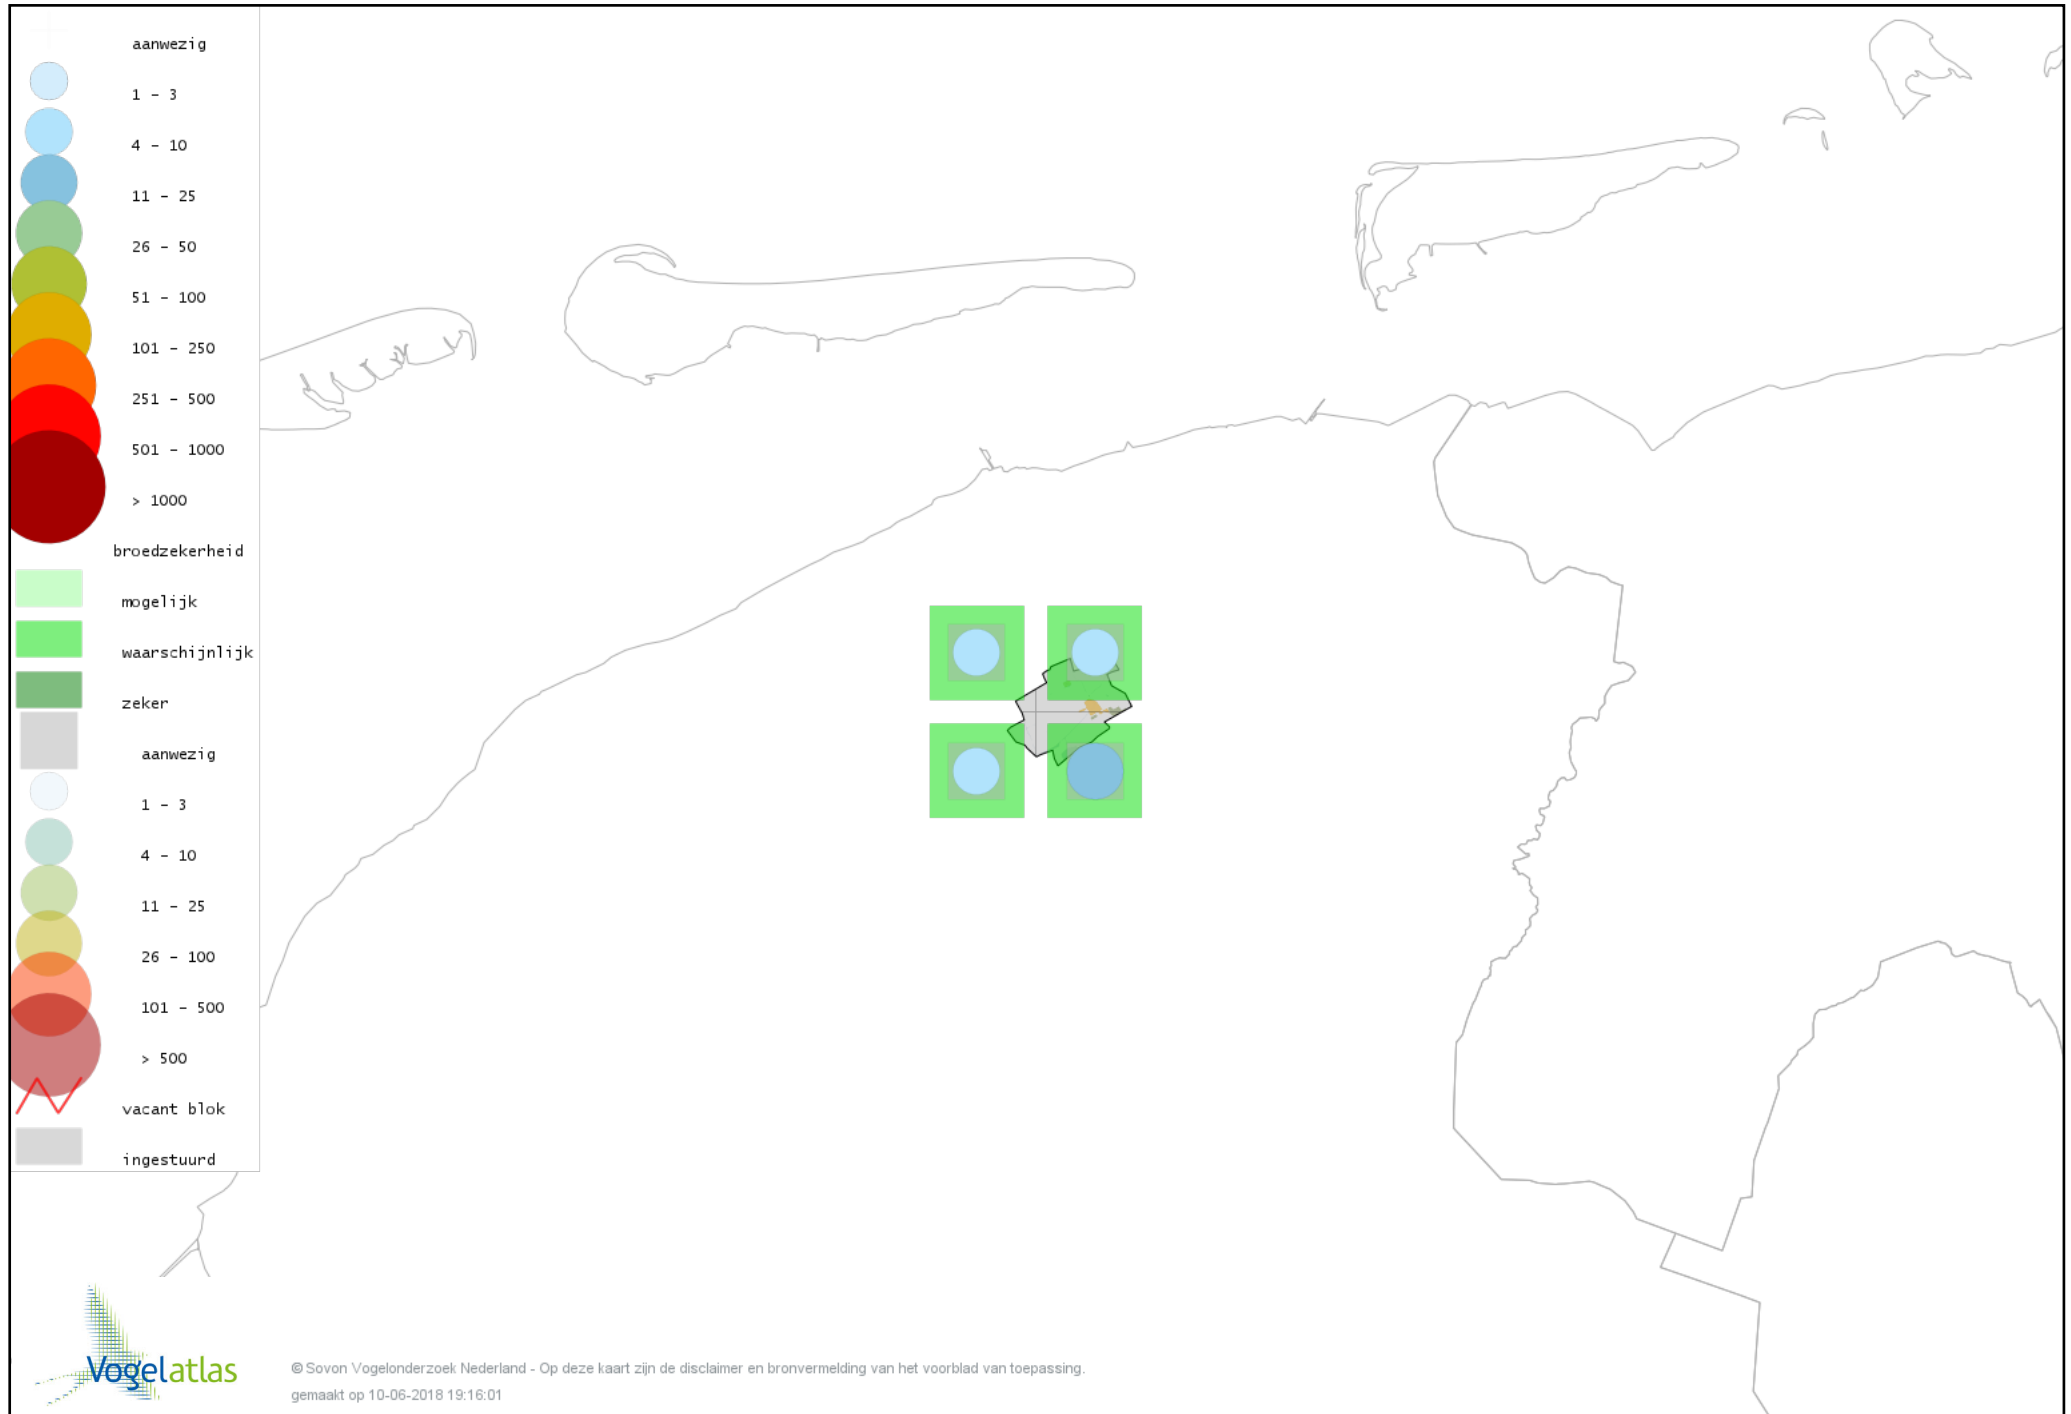 aanwezig
1 - 3
4 - 10
11 - 25
26 - 50
51 - 100
101 - 250
251 - 500
501 - 1000
> 1000
broedzekerheid
mogelijk
waarschijnlijk
zeker
aanwezig
1 - 3
4 - 10
11 - 25
26 - 100
101 - 500
> 500
vacant blok
ingestuurd
Vogelatlas
© Sovon Vogelonderzoek Nederland - Op deze kaart zijn de disclaimer en bronvermelding van het voorblad van toepassing.
gemaakt op 10-06-2018 19:16:01